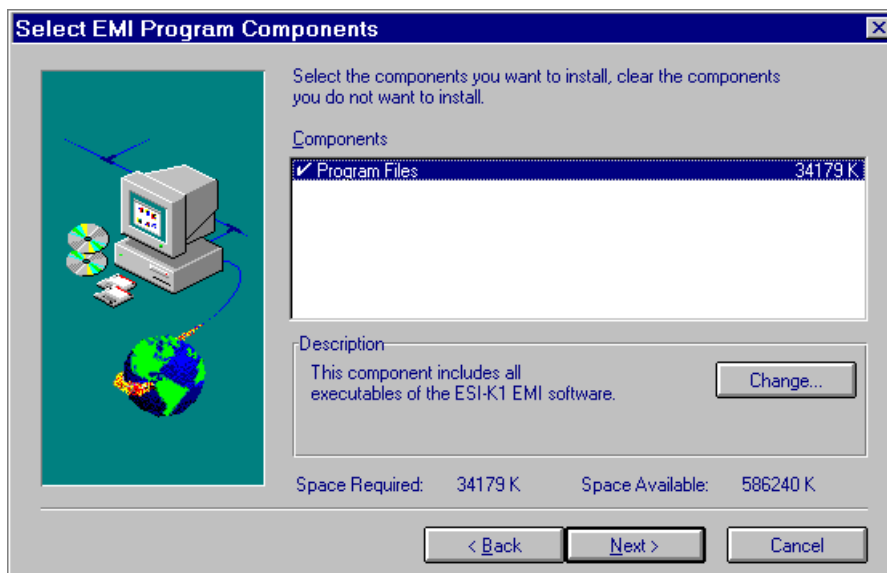 Select EMI Program Components
Select the components you want to install, clear the components
you do not want to install.
Components
Program Files 34179 K
Description
This component includes all
executables of the ESI-K1 EMI software.
Change...
Space Required: 34179 K Space Available: 586240 K
< Back Next > Cancel